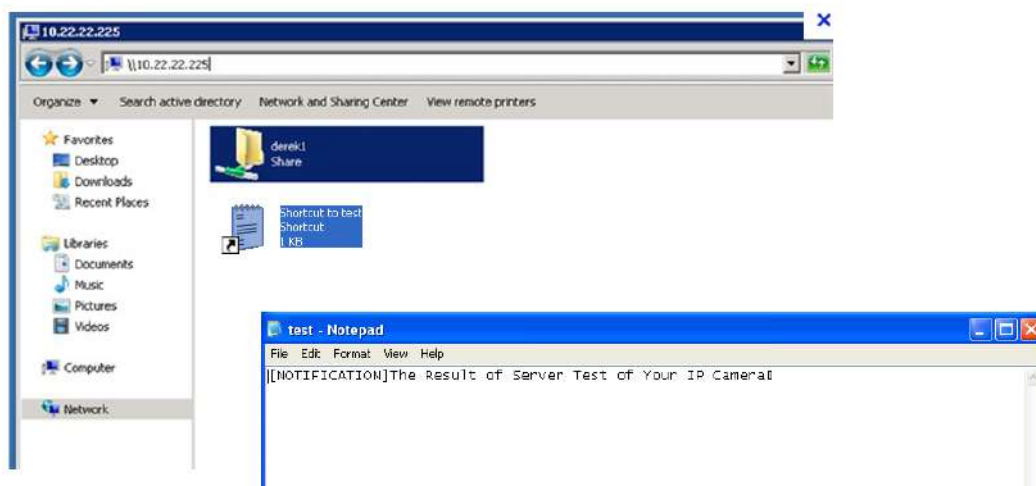 10.22.22.225
\\10.22.22.225
Organize Search active directory Network and Sharing Center View remote printers
Favorites
Desktop
Downloads
Recent Places
Libraries
Documents
Music
Pictures
Videos
Computer
Network
derek1
Share
Shortcut to test
Shortcut
1 KB
test - Notepad
File Edit Format View Help
[NOTIFICATION]The Result of Server Test of Your IP Camera